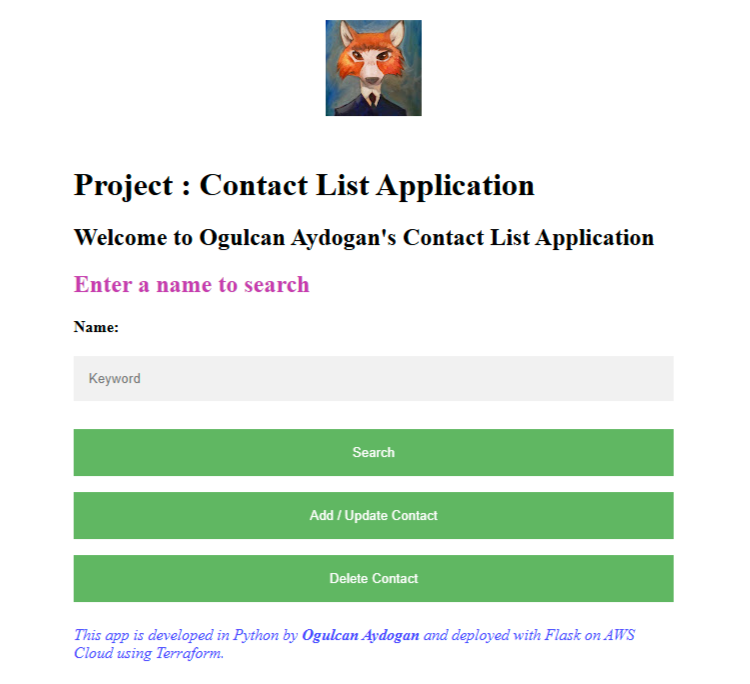 Project : Contact List Application
Welcome to Ogulcan Aydogan's Contact List Application
Enter a name to search
Name:
Keyword
Search
Add / Update Contact
Delete Contact
This app is developed in Python by Ogulcan Aydogan and deployed with Flask on AWS
Cloud using Terraform.